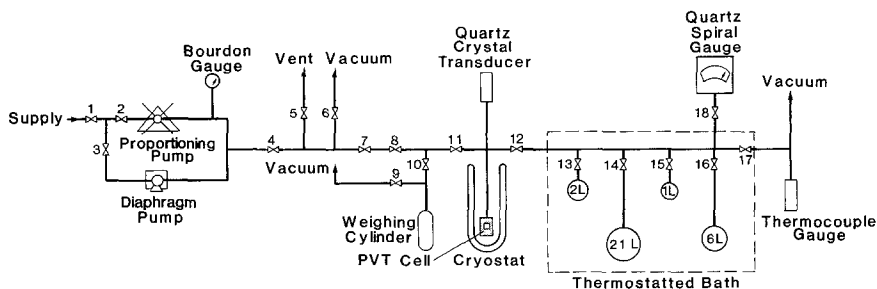 Quartz
Spiral
Gauge
Quartz
Crystal
Transducer
Bourdon
Gauge
Vent
Vacuum
Vacuum
Supply
1
2
3
Proportioning
Pump
Diaphragm
Pump
4
5
6
7
8
Vacuum
9
10
11
12
Weighing
Cylinder
PVT Cell
Cryostat
13
2L
14
21 L
15
1L
16
6L
17
18
Thermocouple
Gauge
Thermostatted Bath